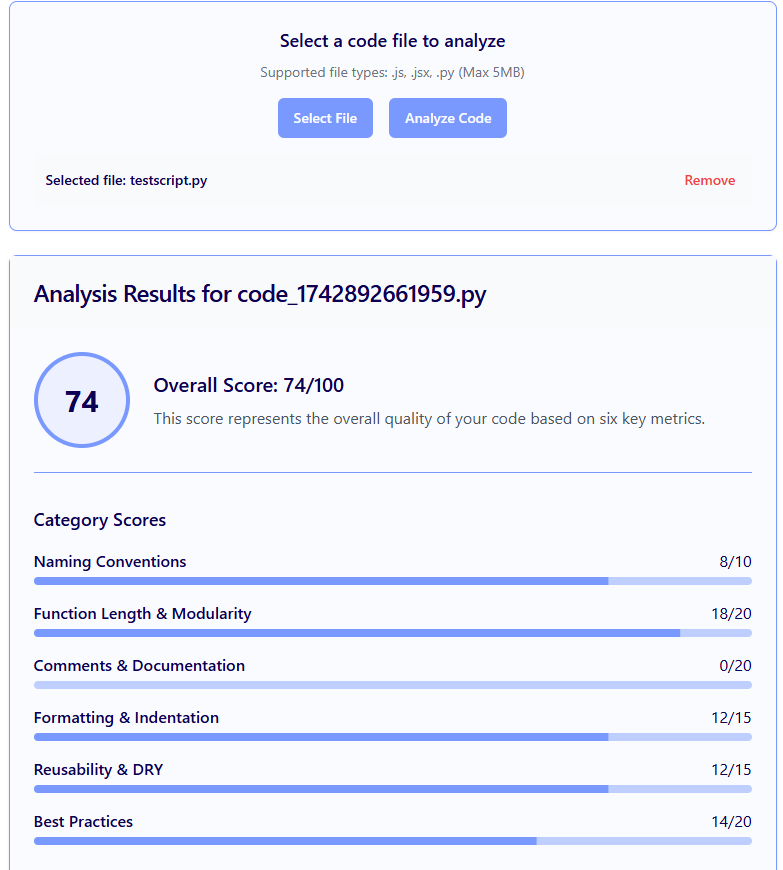 Select a code file to analyze
Supported file types: .js, .jsx, .py (Max 5MB)
Select File Analyze Code
Selected file: testscript.py Remove
Analysis Results for code_1742892661959.py
74
Overall Score: 74/100
This score represents the overall quality of your code based on six key metrics.
Category Scores
Naming Conventions 8/10
Function Length & Modularity 18/20
Comments & Documentation 0/20
Formatting & Indentation 12/15
Reusability & DRY 12/15
Best Practices 14/20